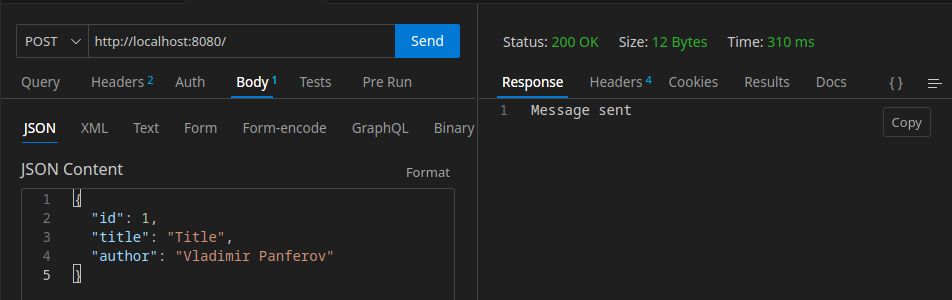 POST http://localhost:8080/ Send
Query Headers 2 Auth Body 1 Tests Pre Run
JSON XML Text Form Form-encode GraphQL Binary
JSON Content Format
1 {
2 "id": 1,
3 "title": "Title",
4 "author": "Vladimir Panferov"
5 }
Status: 200 OK Size: 12 Bytes Time: 310 ms
Response Headers 4 Cookies Results Docs { }
1 Message sent
Copy